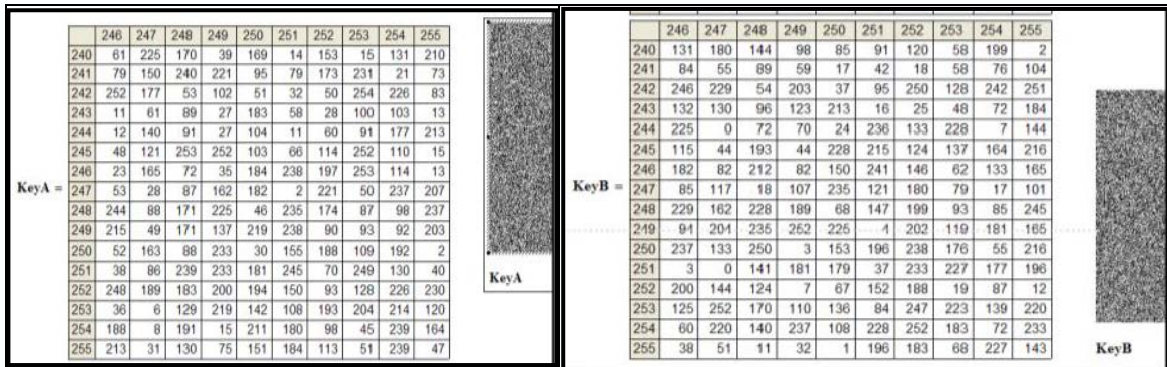 246 247 248 249 250 251 252 253 254 255
240 61 225 170 39 169 14 153 15 131 210
241 79 150 240 221 95 79 173 231 21 73
242 252 177 53 102 51 32 50 254 226 83
243 11 61 89 27 183 58 28 100 103 13
244 12 140 91 27 104 11 60 91 177 213
245 48 121 253 252 103 66 114 252 110 15
246 23 165 72 35 184 238 197 253 114 13
KeyA = 247 53 28 87 162 182 2 221 50 237 207
248 244 88 171 225 46 235 174 87 98 237
249 215 49 171 137 219 238 90 93 92 203
250 52 163 88 233 30 155 188 109 192 2
251 38 86 239 233 181 245 70 249 130 40
252 248 189 183 200 194 150 93 128 226 230
253 36 6 129 219 142 108 193 204 214 120
254 188 8 191 15 211 180 98 45 239 164
255 213 31 130 75 151 184 113 51 239 47
KeyA
246 247 248 249 250 251 252 253 254 255
240 131 180 144 98 85 91 120 58 199 2
241 84 55 89 59 17 42 18 58 76 104
242 246 229 54 203 37 95 250 128 242 251
243 132 130 96 123 213 16 25 48 72 184
244 225 0 72 70 24 236 133 228 7 144
245 115 44 193 44 228 215 124 137 164 216
246 182 82 212 82 150 241 146 62 133 165
KeyB = 247 85 117 18 107 235 121 180 79 17 101
248 229 162 228 189 68 147 199 93 85 245
249 91 201 235 252 225 4 202 119 181 165
250 237 133 250 3 153 196 238 176 55 216
251 3 0 141 181 179 37 233 227 177 196
252 200 144 124 7 67 152 188 19 87 12
253 125 252 170 110 136 84 247 223 139 220
254 60 220 140 237 108 228 252 183 72 233
255 38 51 11 32 1 196 183 68 227 143
KeyB